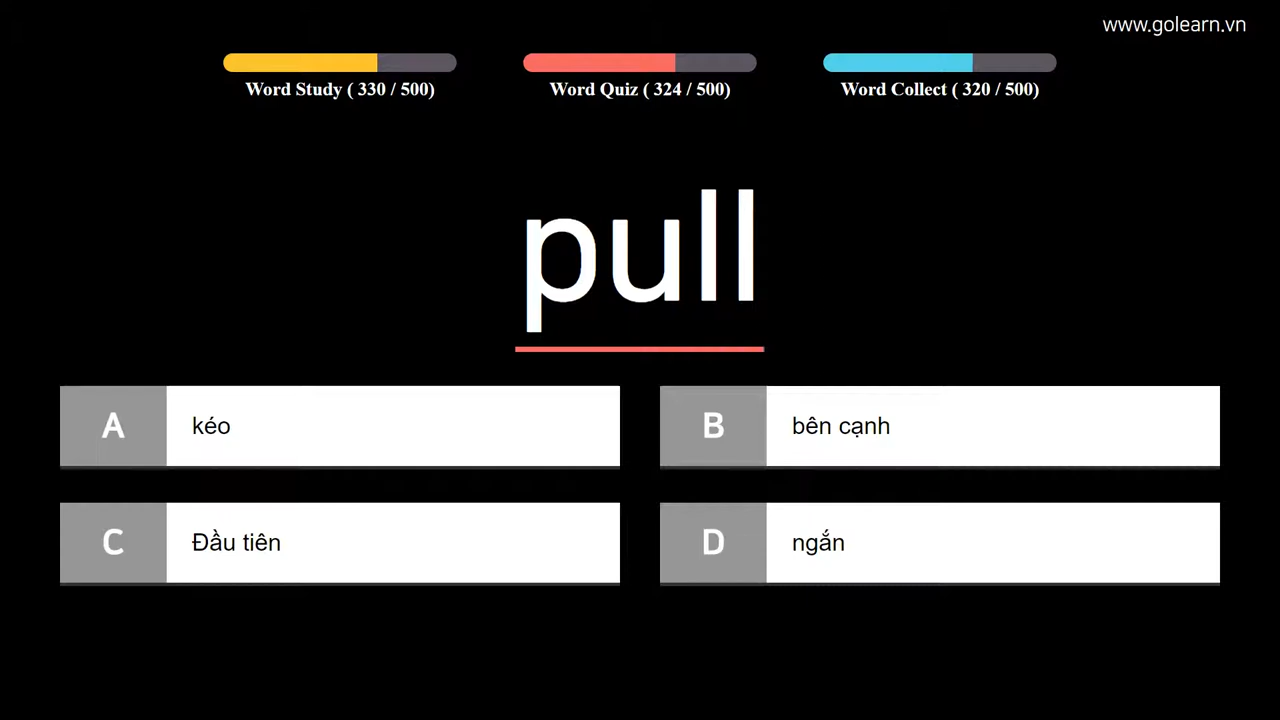 www.golearn.vn
Word Study ( 330 / 500)
Word Quiz ( 324 / 500)
Word Collect ( 320 / 500)
pull
A kéo
B bên cạnh
C Đầu tiên
D ngắn